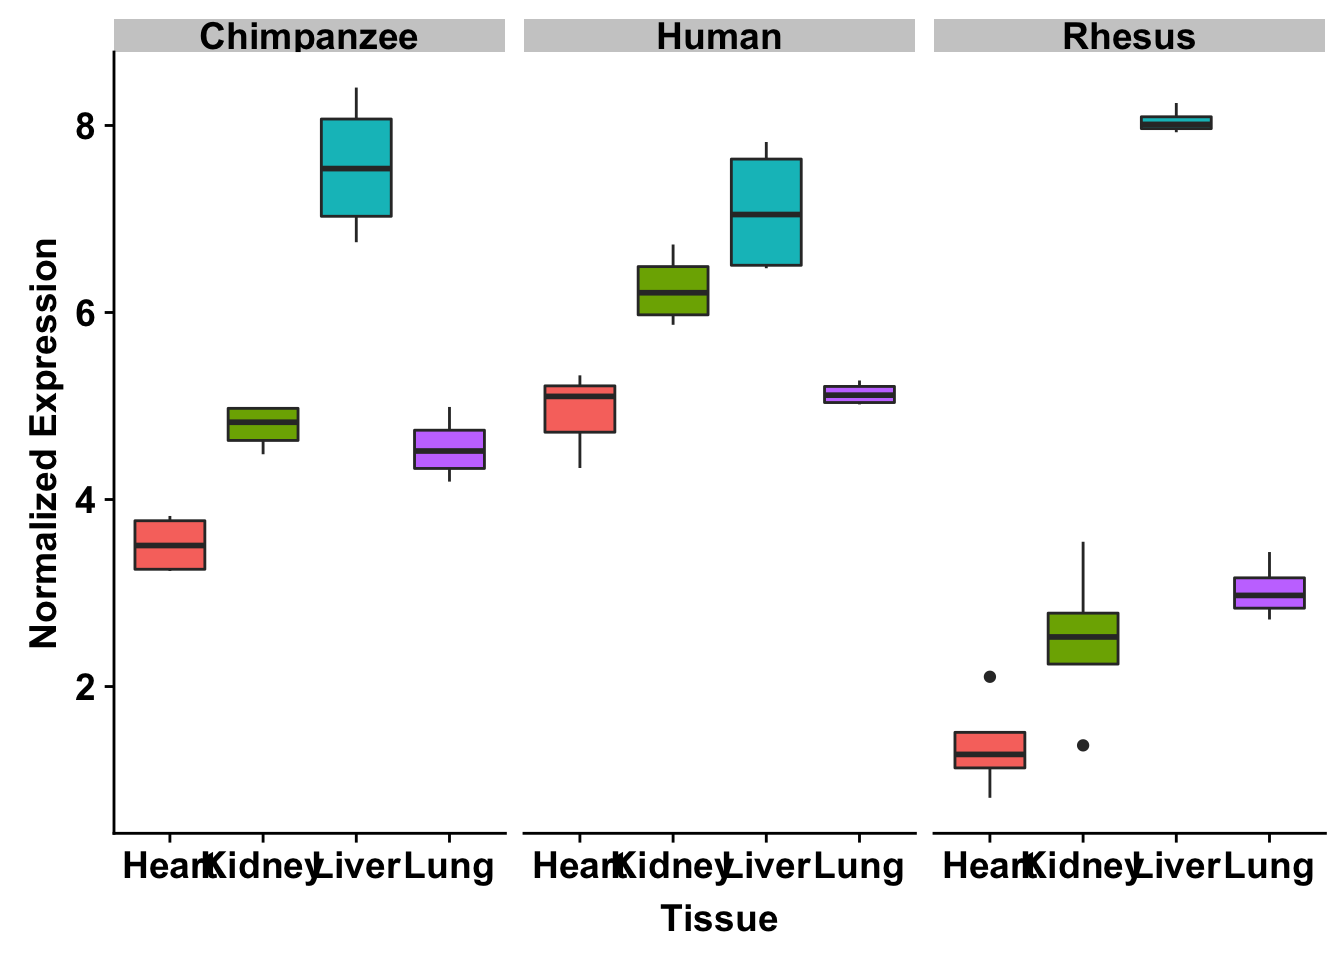 Chimpanzee Human Rhesus
Normalized Expression
8
6
4
2
Heart Kidney Liver Lung Heart Kidney Liver Lung Heart Kidney Liver Lung
Tissue